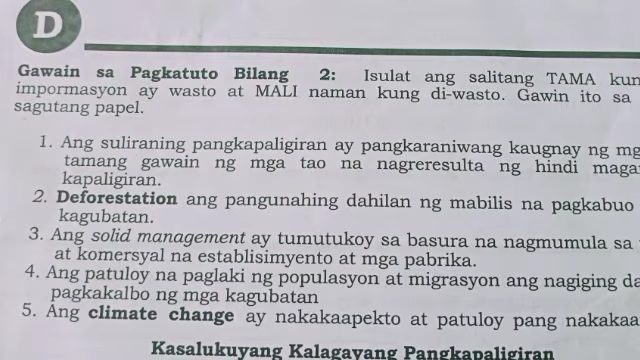 D
Gawain sa Pagkatuto Bilang 2: Isulat ang salitang TAMA kun
impormasyon ay wasto at MALI naman kung di-wasto. Gawin ito sa
sagutang papel.
1. Ang suliraning pangkapaligiran ay pangkaraniwang kaugnay ng mg
tamang gawain ng mga tao na nagreresulta ng hindi maga
kapaligiran.
2. Deforestation ang pangunahing dahilan ng mabilis na pagkabuo
kagubatan.
3. Ang solid management ay tumutukoy sa basura na nagmumula sa
at komersyal na establisimyento at mga pabrika.
4. Ang patuloy na paglaki ng populasyon at migrasyon ang nagiging da
pagkakalbo ng mga kagubatan
5. Ang climate change ay nakakaapekto at patuloy pang nakakaa
Kasalukuyang Kalagayang Pangkapaligiran